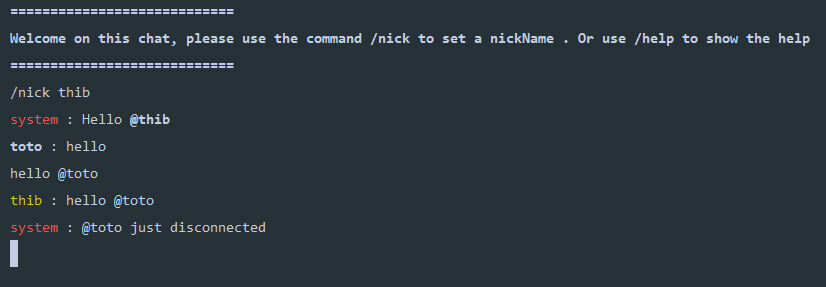 ============================
Welcome on this chat, please use the command /nick to set a nickName . Or use /help to show the help
============================
/nick thib
system : Hello @thib
toto : hello
hello @toto
thib : hello @toto
system : @toto just disconnected